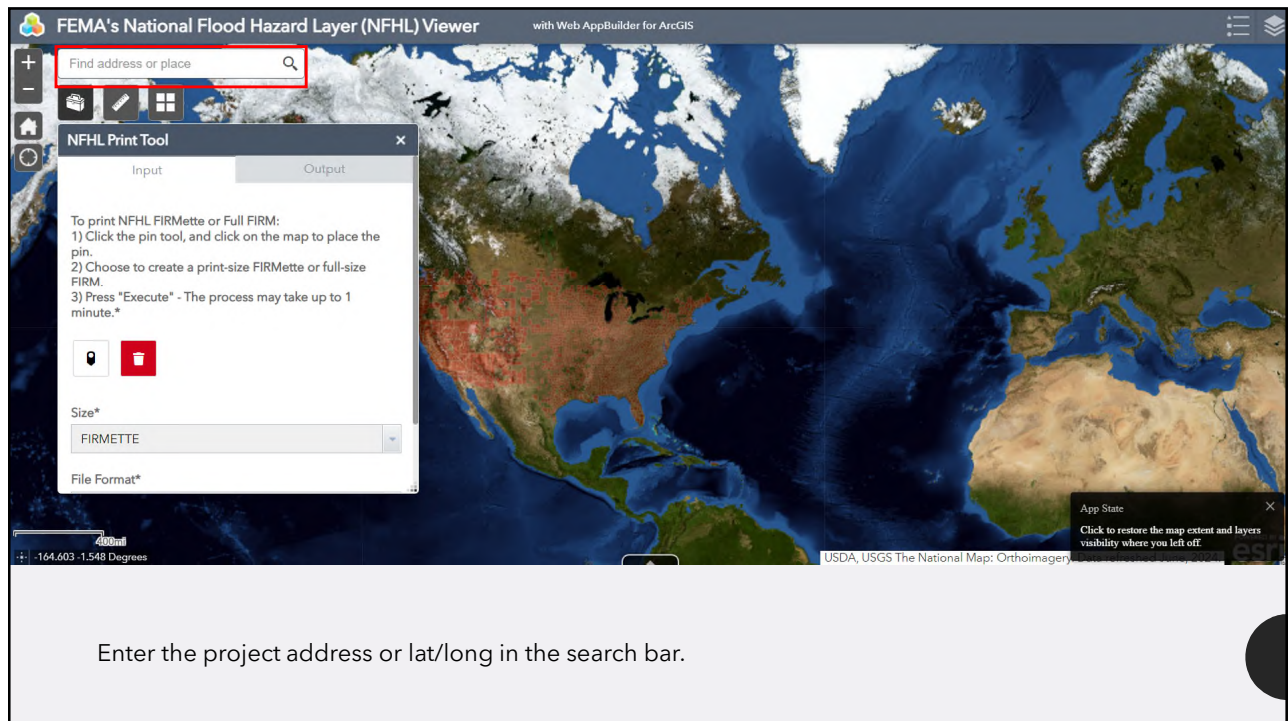 FEMA's National Flood Hazard Layer (NFHL) Viewer
with Web AppBuilder for ArcGIS
Find address or place
NFHL Print Tool
Input
Output
To print NFHL FIRMette or Full FIRM:
1) Click the pin tool, and click on the map to place the
pin.
2) Choose to create a print-size FIRMette or full-size
FIRM.
3) Press "Execute" - The process may take up to 1
minute.*
Size*
FIRMETTE
File Format*
400mi
-164.603 -1.548 Degrees
App State
Click to restore the map extent and layers
visibility where you left off.
USDA, USGS The National Map: Orthoimagery. Data refreshed June, 2024
esri
Enter the project address or lat/long in the search bar.